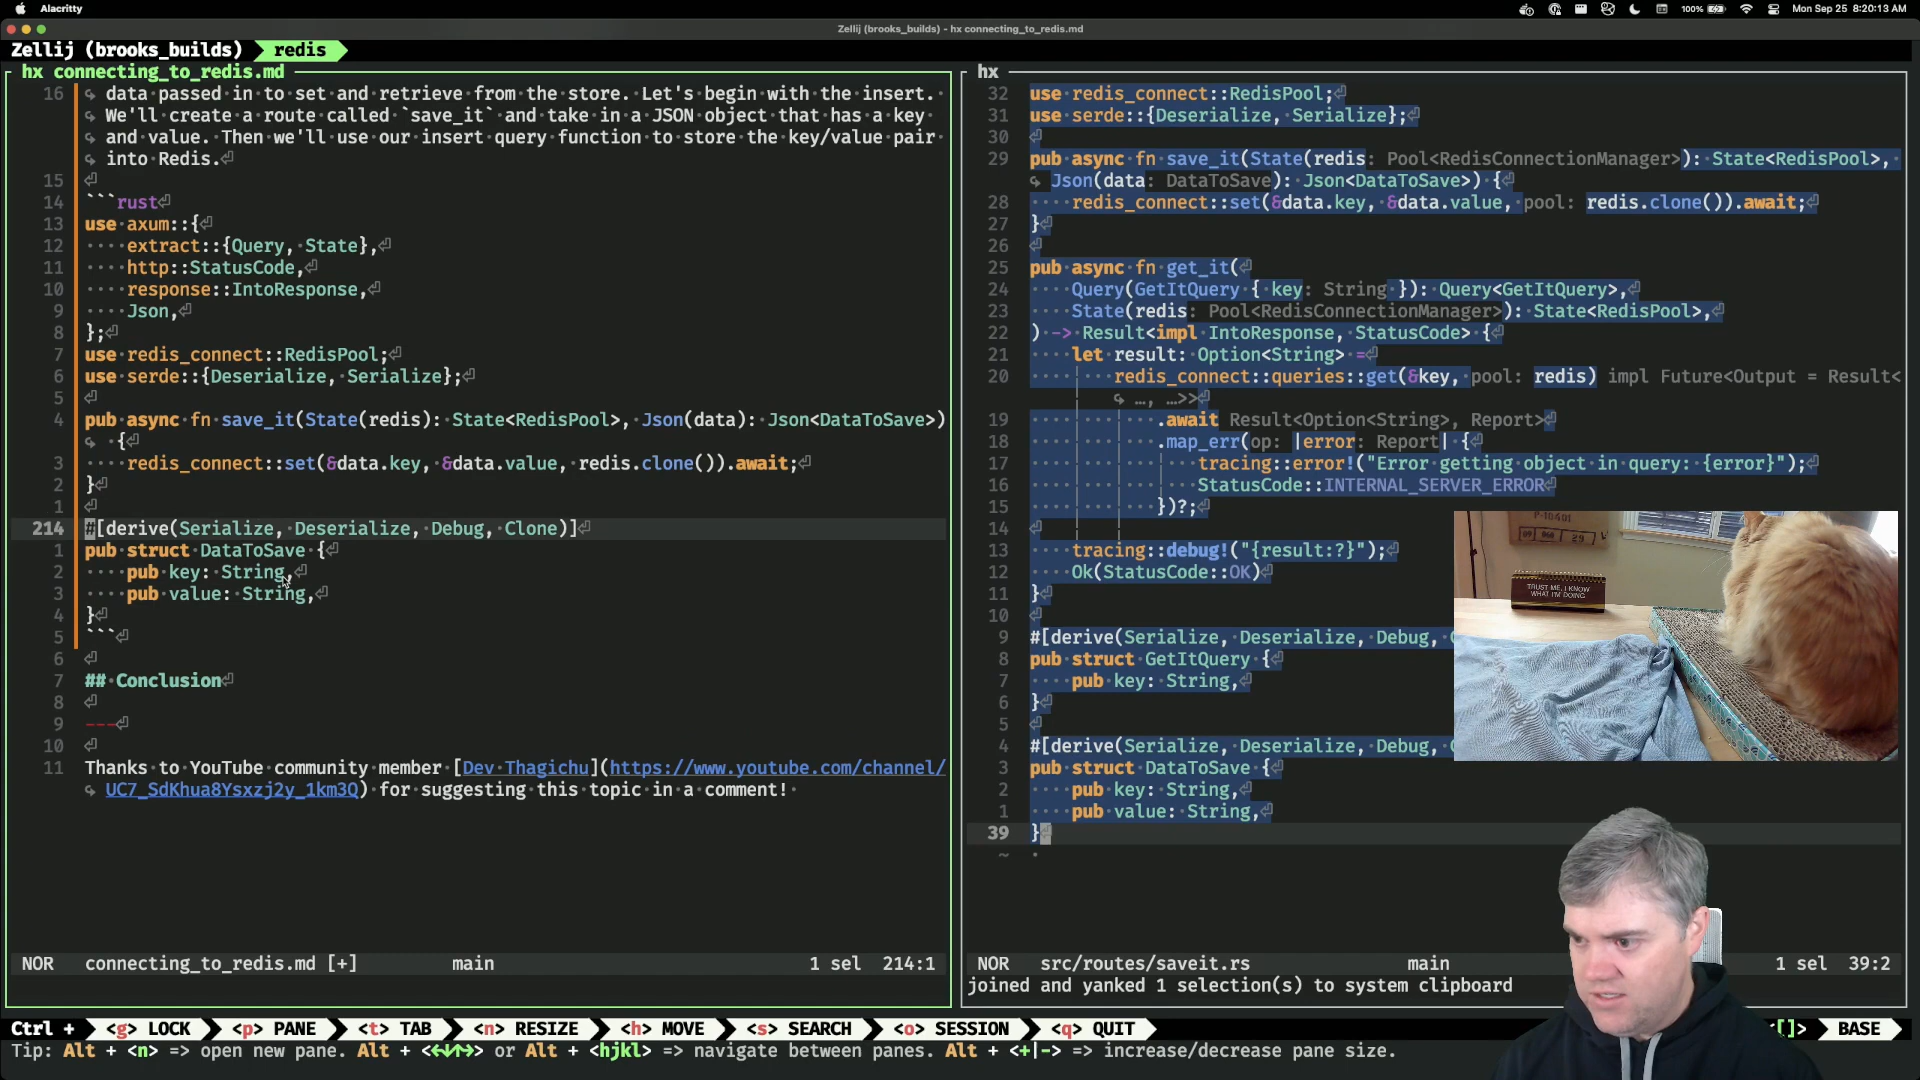 Alacritty
100%
Mon Sep 25 8:20:13 AM
Zellij (brooks_builds) - hx connecting_to_redis.md
Zellij (brooks_builds) redis
hx connecting_to_redis.md
16 ↪ data·passed·in·to·set·and·retrieve·from·the·store.·Let's·begin·with·the·insert.·
↪ We'll·create·a·route·called·`save_it`·and·take·in·a·JSON·object·that·has·a·key·
↪ and·value.·Then·we'll·use·our·insert·query·function·to·store·the·key/value·pair·
↪ into·Redis.⏎
15 ⏎
14 ```rust⏎
13 use·axum::{⏎
12 ····extract::{Query,·State},⏎
11 ····http::StatusCode,⏎
10 ····response::IntoResponse,⏎
9 ····Json,⏎
8 };⏎
7 use·redis_connect::RedisPool;⏎
6 use·serde::{Deserialize,·Serialize};⏎
5 ⏎
4 pub·async·fn·save_it(State(redis):·State<RedisPool>,·Json(data):·Json<DataToSave>)
↪ ·{⏎
3 ····redis_connect::set(&data.key,·&data.value,·redis.clone()).await;⏎
2 }⏎
1 ⏎
214 #[derive(Serialize,·Deserialize,·Debug,·Clone)]⏎
1 pub·struct·DataToSave·{⏎
2 ····pub·key:·String,⏎
3 ····pub·value:·String,⏎
4 }⏎
5 ```⏎
6 ⏎
7 ##·Conclusion⏎
8 ⏎
9 ---⏎
10 ⏎
11 Thanks·to·YouTube·community·member·[Dev·Thagichu](https://www.youtube.com/channel/
↪ UC7_SdKhua8Ysxzj2y_1km3Q)·for·suggesting·this·topic·in·a·comment!·
NOR connecting_to_redis.md [+] main 1 sel 214:1
hx
32 use·redis_connect::RedisPool;⏎
31 use·serde::{Deserialize,·Serialize};⏎
30 ⏎
29 pub·async·fn·save_it(State(redis: Pool<RedisConnectionManager>):·State<RedisPool>,·
↪ Json(data: DataToSave):·Json<DataToSave>)·{⏎
28 ····redis_connect::set(&data.key,·&data.value,·pool: redis.clone()).await;⏎
27 }⏎
26 ⏎
25 pub·async·fn·get_it(⏎
24 ····Query(GetItQuery·{·key: String·}):·Query<GetItQuery>,⏎
23 ····State(redis: Pool<RedisConnectionManager>):·State<RedisPool>,⏎
22 )·->·Result<impl·IntoResponse,·StatusCode>·{⏎
21 ····let·result:·Option<String>·=⏎
20 ········redis_connect::queries::get(&key,·pool: redis) impl Future<Output = Result<
↪ …, …>>⏎
19 ············.await Result<Option<String>, Report>⏎
18 ············.map_err(op: |error: Report|·{⏎
17 ················tracing::error!("Error·getting·object·in·query:·{error}");⏎
16 ················StatusCode::INTERNAL_SERVER_ERROR⏎
15 ············})?;⏎
14 ⏎
13 ····tracing::debug!("{result:?}");⏎
12 ····Ok(StatusCode::OK)⏎
11 }⏎
10 ⏎
9 #[derive(Serialize,·Deserialize,·Debug,·
8 pub·struct·GetItQuery·{⏎
7 ····pub·key:·String,⏎
6 }⏎
5 ⏎
4 #[derive(Serialize,·Deserialize,·Debug,·
3 pub·struct·DataToSave·{⏎
2 ····pub·key:·String,⏎
1 ····pub·value:·String,⏎
39 }⏎
~ ·
NOR src/routes/saveit.rs main 1 sel 39:2
joined and yanked 1 selection(s) to system clipboard
P-10401
TRUST ME, I KNOW
WHAT I'M DOING
Ctrl + <g> LOCK <p> PANE <t> TAB <n> RESIZE <h> MOVE <s> SEARCH <o> SESSION <q> QUIT <[]> BASE
Tip: Alt + <n> => open new pane. Alt + <←↓↑→> or Alt + <hjkl> => navigate between panes. Alt + <+|-> => increase/decrease pane size.